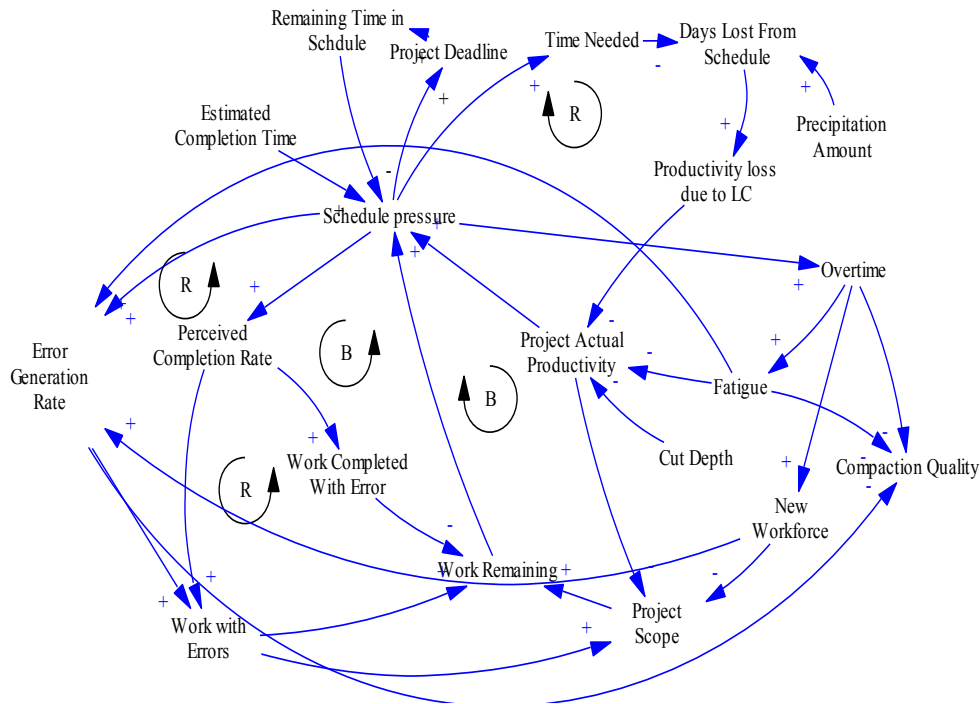 Remaining Time in
Schdule
Project Deadline
Time Needed
Days Lost From
Schedule
+
-
+
+
+
R
Estimated
Completion Time
Precipitation
Amount
+
Productivity loss
due to LC
-
Schedule pressure
+
+
+
Overtime
+
R
+
+
+
Perceived
Completion Rate
B
-
Project Actual
Productivity
-
-
+
Fatigue
Error
Generation
Rate
B
+
+
Work Completed
With Error
Cut Depth
-
-
-
Compaction Quality
R
+
New
Workforce
-
Work Remaining
+
+
-
-
+
+
Work with
Errors
+
Project
Scope